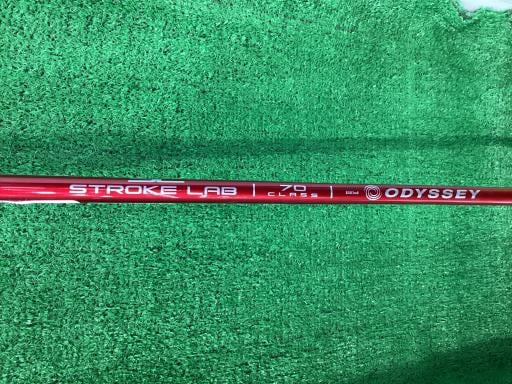 STROKE LAB | 70 CLASS | ODYSSEY